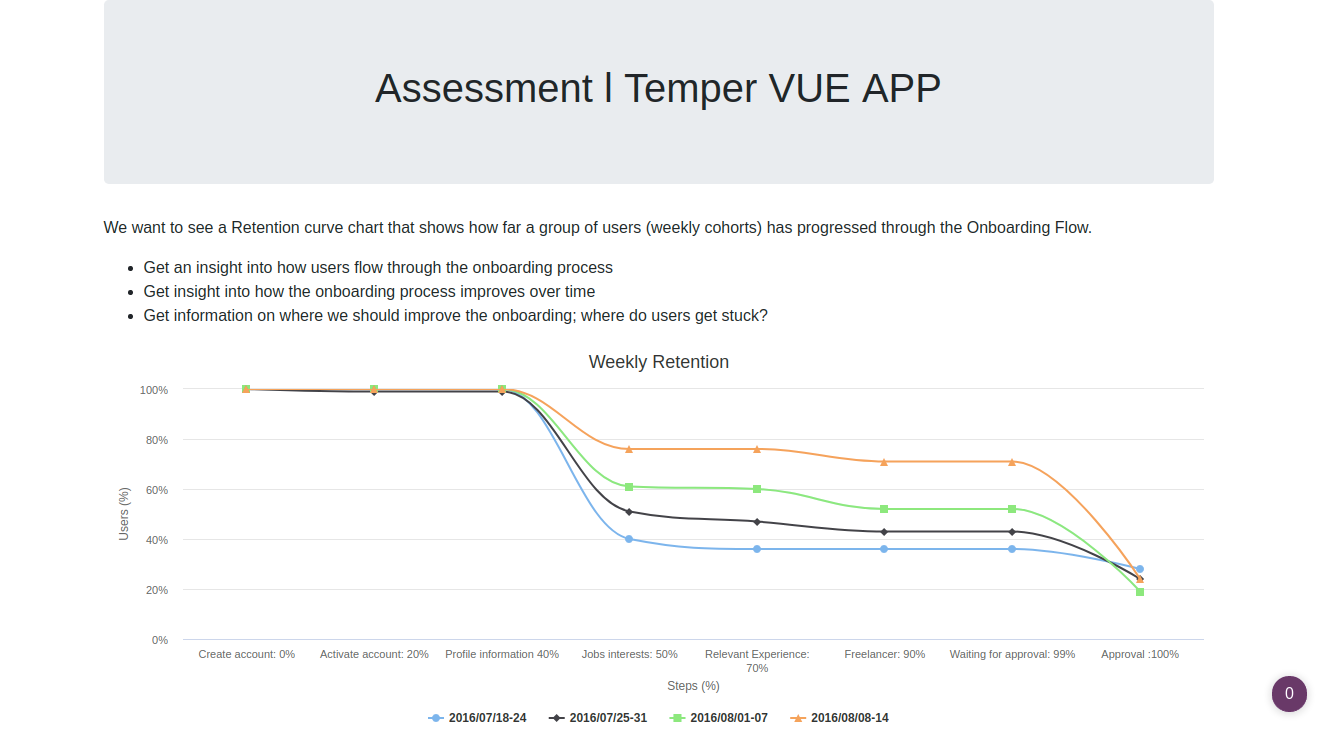 Assessment l Temper VUE APP
We want to see a Retention curve chart that shows how far a group of users (weekly cohorts) has progressed through the Onboarding Flow.
Get an insight into how users flow through the onboarding process
Get insight into how the onboarding process improves over time
Get information on where we should improve the onboarding; where do users get stuck?
Weekly Retention
100%
80%
60%
40%
20%
0%
Users (%)
Create account: 0% Activate account: 20% Profile information 40% Jobs interests: 50% Relevant Experience: Freelancer: 90% Waiting for approval: 99% Approval :100%
70%
Steps (%)
0
2016/07/18-24 2016/07/25-31 2016/08/01-07 2016/08/08-14